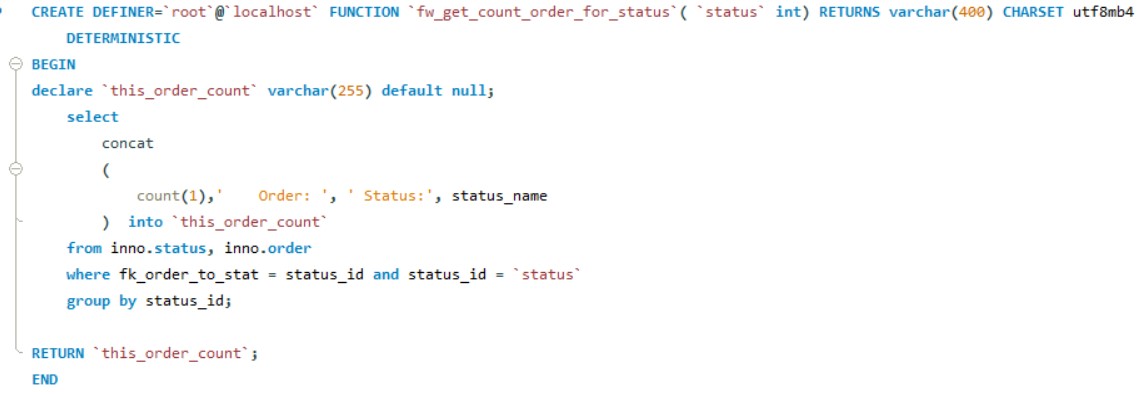 CREATE DEFINER=`root`@`localhost` FUNCTION `fw_get_count_order_for_status`( `status` int) RETURNS varchar(400) CHARSET utf8mb4
    DETERMINISTIC
BEGIN
declare `this_order_count` varchar(255) default null;
    select
        concat
        (
            count(1),'    Order: ', ' Status:', status_name
        )  into `this_order_count`
    from inno.status, inno.order
    where fk_order_to_stat = status_id and status_id = `status`
    group by status_id;
RETURN `this_order_count`;
END